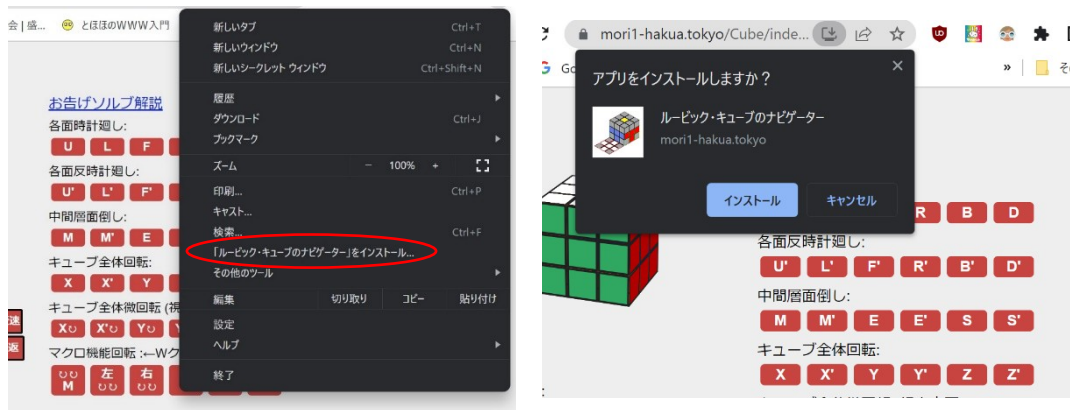 会 | 盛... とほほのWWW入門
お告げソルブ解説
各面時計廻し:
U L F
各面反時計廻し:
U' L' F'
中間層面倒し:
M M' E
キューブ全体回転:
X X' Y
キューブ全体微回転 (視
速 X↻ X'↻ Y↻
返 マクロ機能回転 :←Wク
↻↻ M 左 ↻↻ 右 ↻↻
新しいタブ Ctrl+T
新しいウィンドウ Ctrl+N
新しいシークレット ウィンドウ Ctrl+Shift+N
履歴
ダウンロード Ctrl+J
ブックマーク
ズーム − 100% +
印刷... Ctrl+P
キャスト...
検索... Ctrl+F
「ルービック・キューブのナビゲーター」をインストール...
その他のツール
編集 切り取り コピー 貼り付け
設定
ヘルプ
終了
mori1-hakua.tokyo/Cube/inde...
» そ
アプリをインストールしますか？
ルービック・キューブのナビゲーター
mori1-hakua.tokyo
インストール キャンセル
R B D
各面反時計廻し:
U' L' F' R' B' D'
中間層面倒し:
M M' E E' S S'
キューブ全体回転:
X X' Y Y' Z Z'